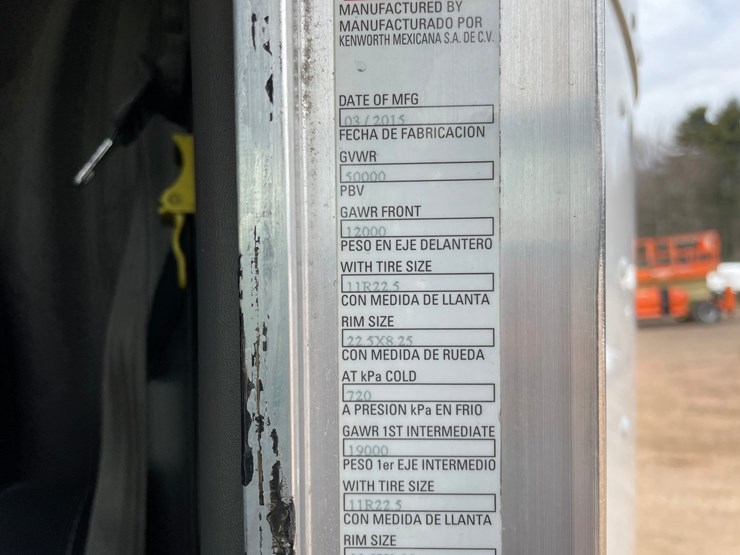 MANUFACTURED BY
MANUFACTURADO POR
KENWORTH MEXICANA S.A. DE C.V.
DATE OF MFG
03/2015
FECHA DE FABRICACION
GVWR
50000
PBV
GAWR FRONT
12000
PESO EN EJE DELANTERO
WITH TIRE SIZE
11R22.5
CON MEDIDA DE LLANTA
RIM SIZE
22.5X8.25
CON MEDIDA DE RUEDA
AT kPa COLD
720
A PRESION kPa EN FRIO
GAWR 1ST INTERMEDIATE
19000
PESO 1er EJE INTERMEDIO
WITH TIRE SIZE
11R22.5
CON MEDIDA DE LLANTA
RIM SIZE